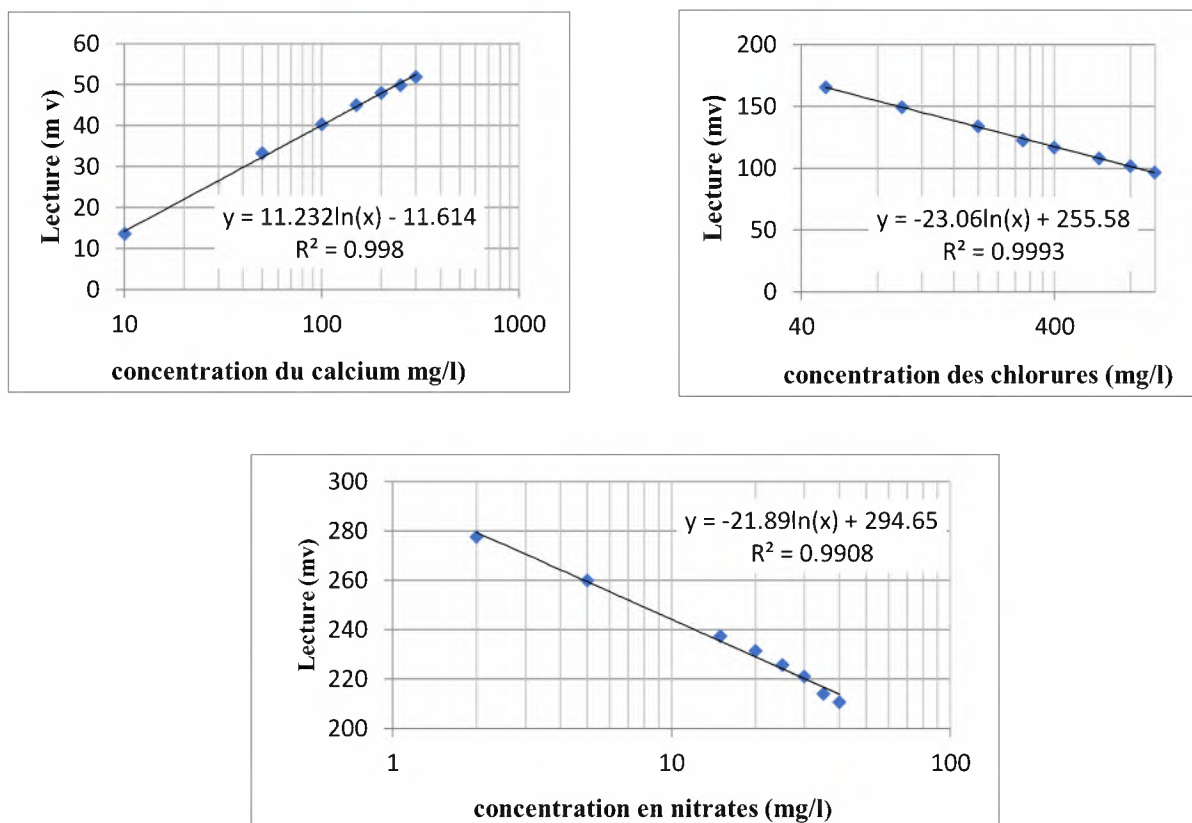 60
50
40
30
20
10
0
Lecture (m v)
y = 11.232ln(x) - 11.614
R² = 0.998
10 100 1000
concentration du calcium mg/l)
200
150
100
50
0
Lecture (mv)
y = -23.06ln(x) + 255.58
R² = 0.9993
40 400
concentration des chlorures (mg/l)
300
280
260
240
220
200
Lecture (mv)
y = -21.89ln(x) + 294.65
R² = 0.9908
1 10 100
concentration en nitrates (mg/l)